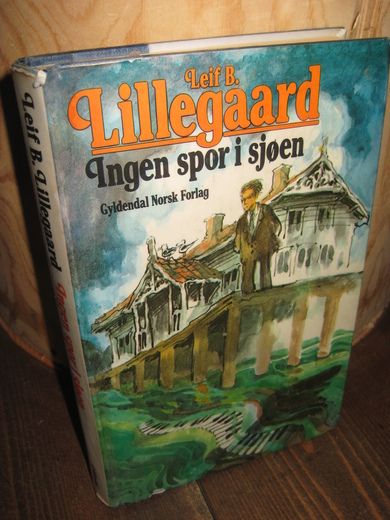 Leif B.
Lillegaard
Ingen spor i sjøen
Gyldendal Norsk Forlag
Leif B. Lillegaard
Ingen spor i sjøen